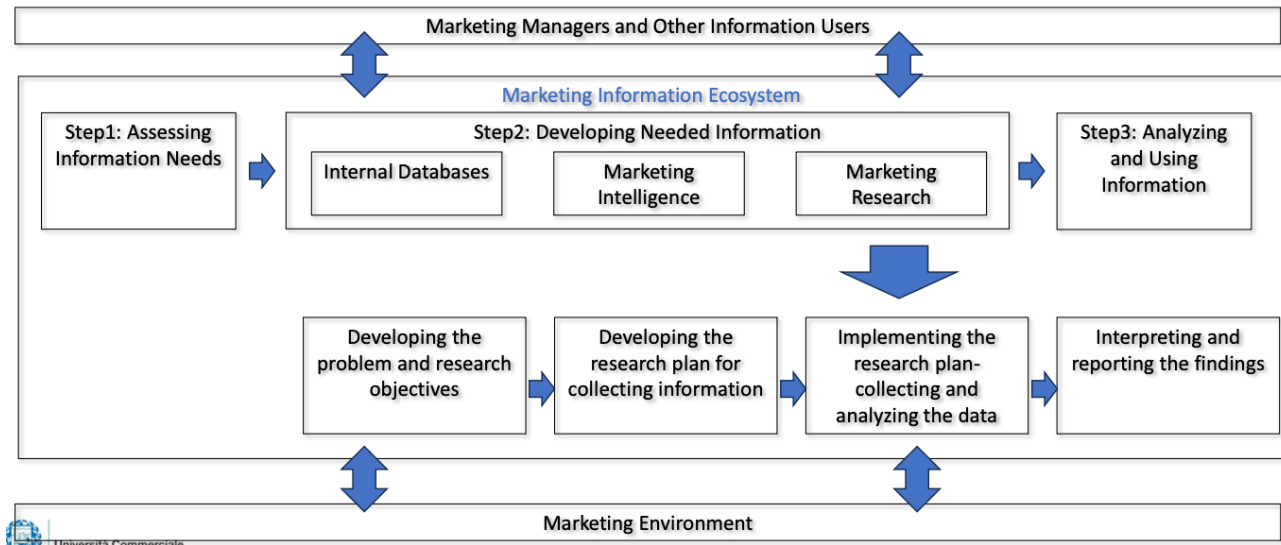 Marketing Managers and Other Information Users
Marketing Information Ecosystem
Step1: Assessing
Information Needs
Step2: Developing Needed Information
Internal Databases
Marketing
Intelligence
Marketing
Research
Step3: Analyzing
and Using
Information
Developing the
problem and research
objectives
Developing the
research plan for
collecting information
Implementing the
research plan-
collecting and
analyzing the data
Interpreting and
reporting the findings
Marketing Environment
Università Commerciale